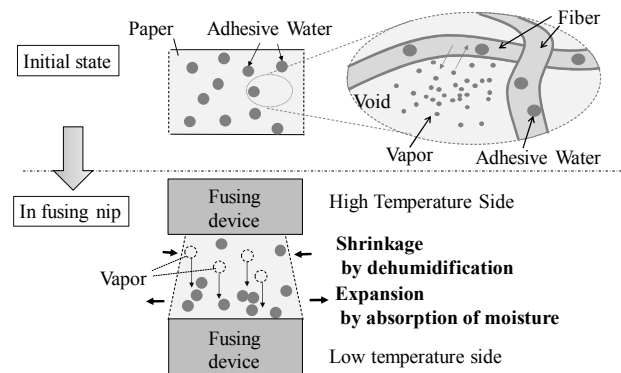 Paper
Adhesive Water
Fiber
Initial state
Void
Vapor
Adhesive Water
In fusing nip
Fusing
device
High Temperature Side
Vapor
Shrinkage
by dehumidification
Expansion
by absorption of moisture
Fusing
device
Low temperature side